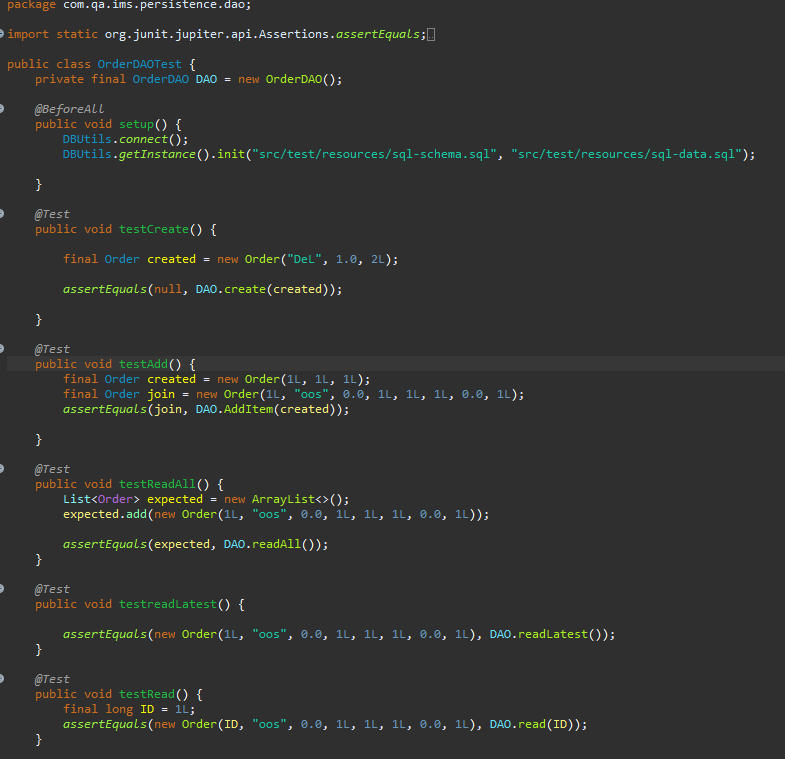 package com.qa.ims.persistence.dao;
import static org.junit.jupiter.api.Assertions.assertEquals;
public class OrderDAOTest {
private final OrderDAO DAO = new OrderDAO();
@BeforeAll
public void setup() {
DBUtils.connect();
DBUtils.getInstance().init("src/test/resources/sql-schema.sql", "src/test/resources/sql-data.sql");
}
@Test
public void testCreate() {
final Order created = new Order("DeL", 1.0, 2L);
assertEquals(null, DAO.create(created));
}
@Test
public void testAdd() {
final Order created = new Order(1L, 1L, 1L);
final Order join = new Order(1L, "oos", 0.0, 1L, 1L, 1L, 0.0, 1L);
assertEquals(join, DAO.AddItem(created));
}
@Test
public void testReadAll() {
List<Order> expected = new ArrayList<>();
expected.add(new Order(1L, "oos", 0.0, 1L, 1L, 1L, 0.0, 1L));
assertEquals(expected, DAO.readAll());
}
@Test
public void testreadLatest() {
assertEquals(new Order(1L, "oos", 0.0, 1L, 1L, 1L, 0.0, 1L), DAO.readLatest());
}
@Test
public void testRead() {
final long ID = 1L;
assertEquals(new Order(ID, "oos", 0.0, 1L, 1L, 1L, 0.0, 1L), DAO.read(ID));
}